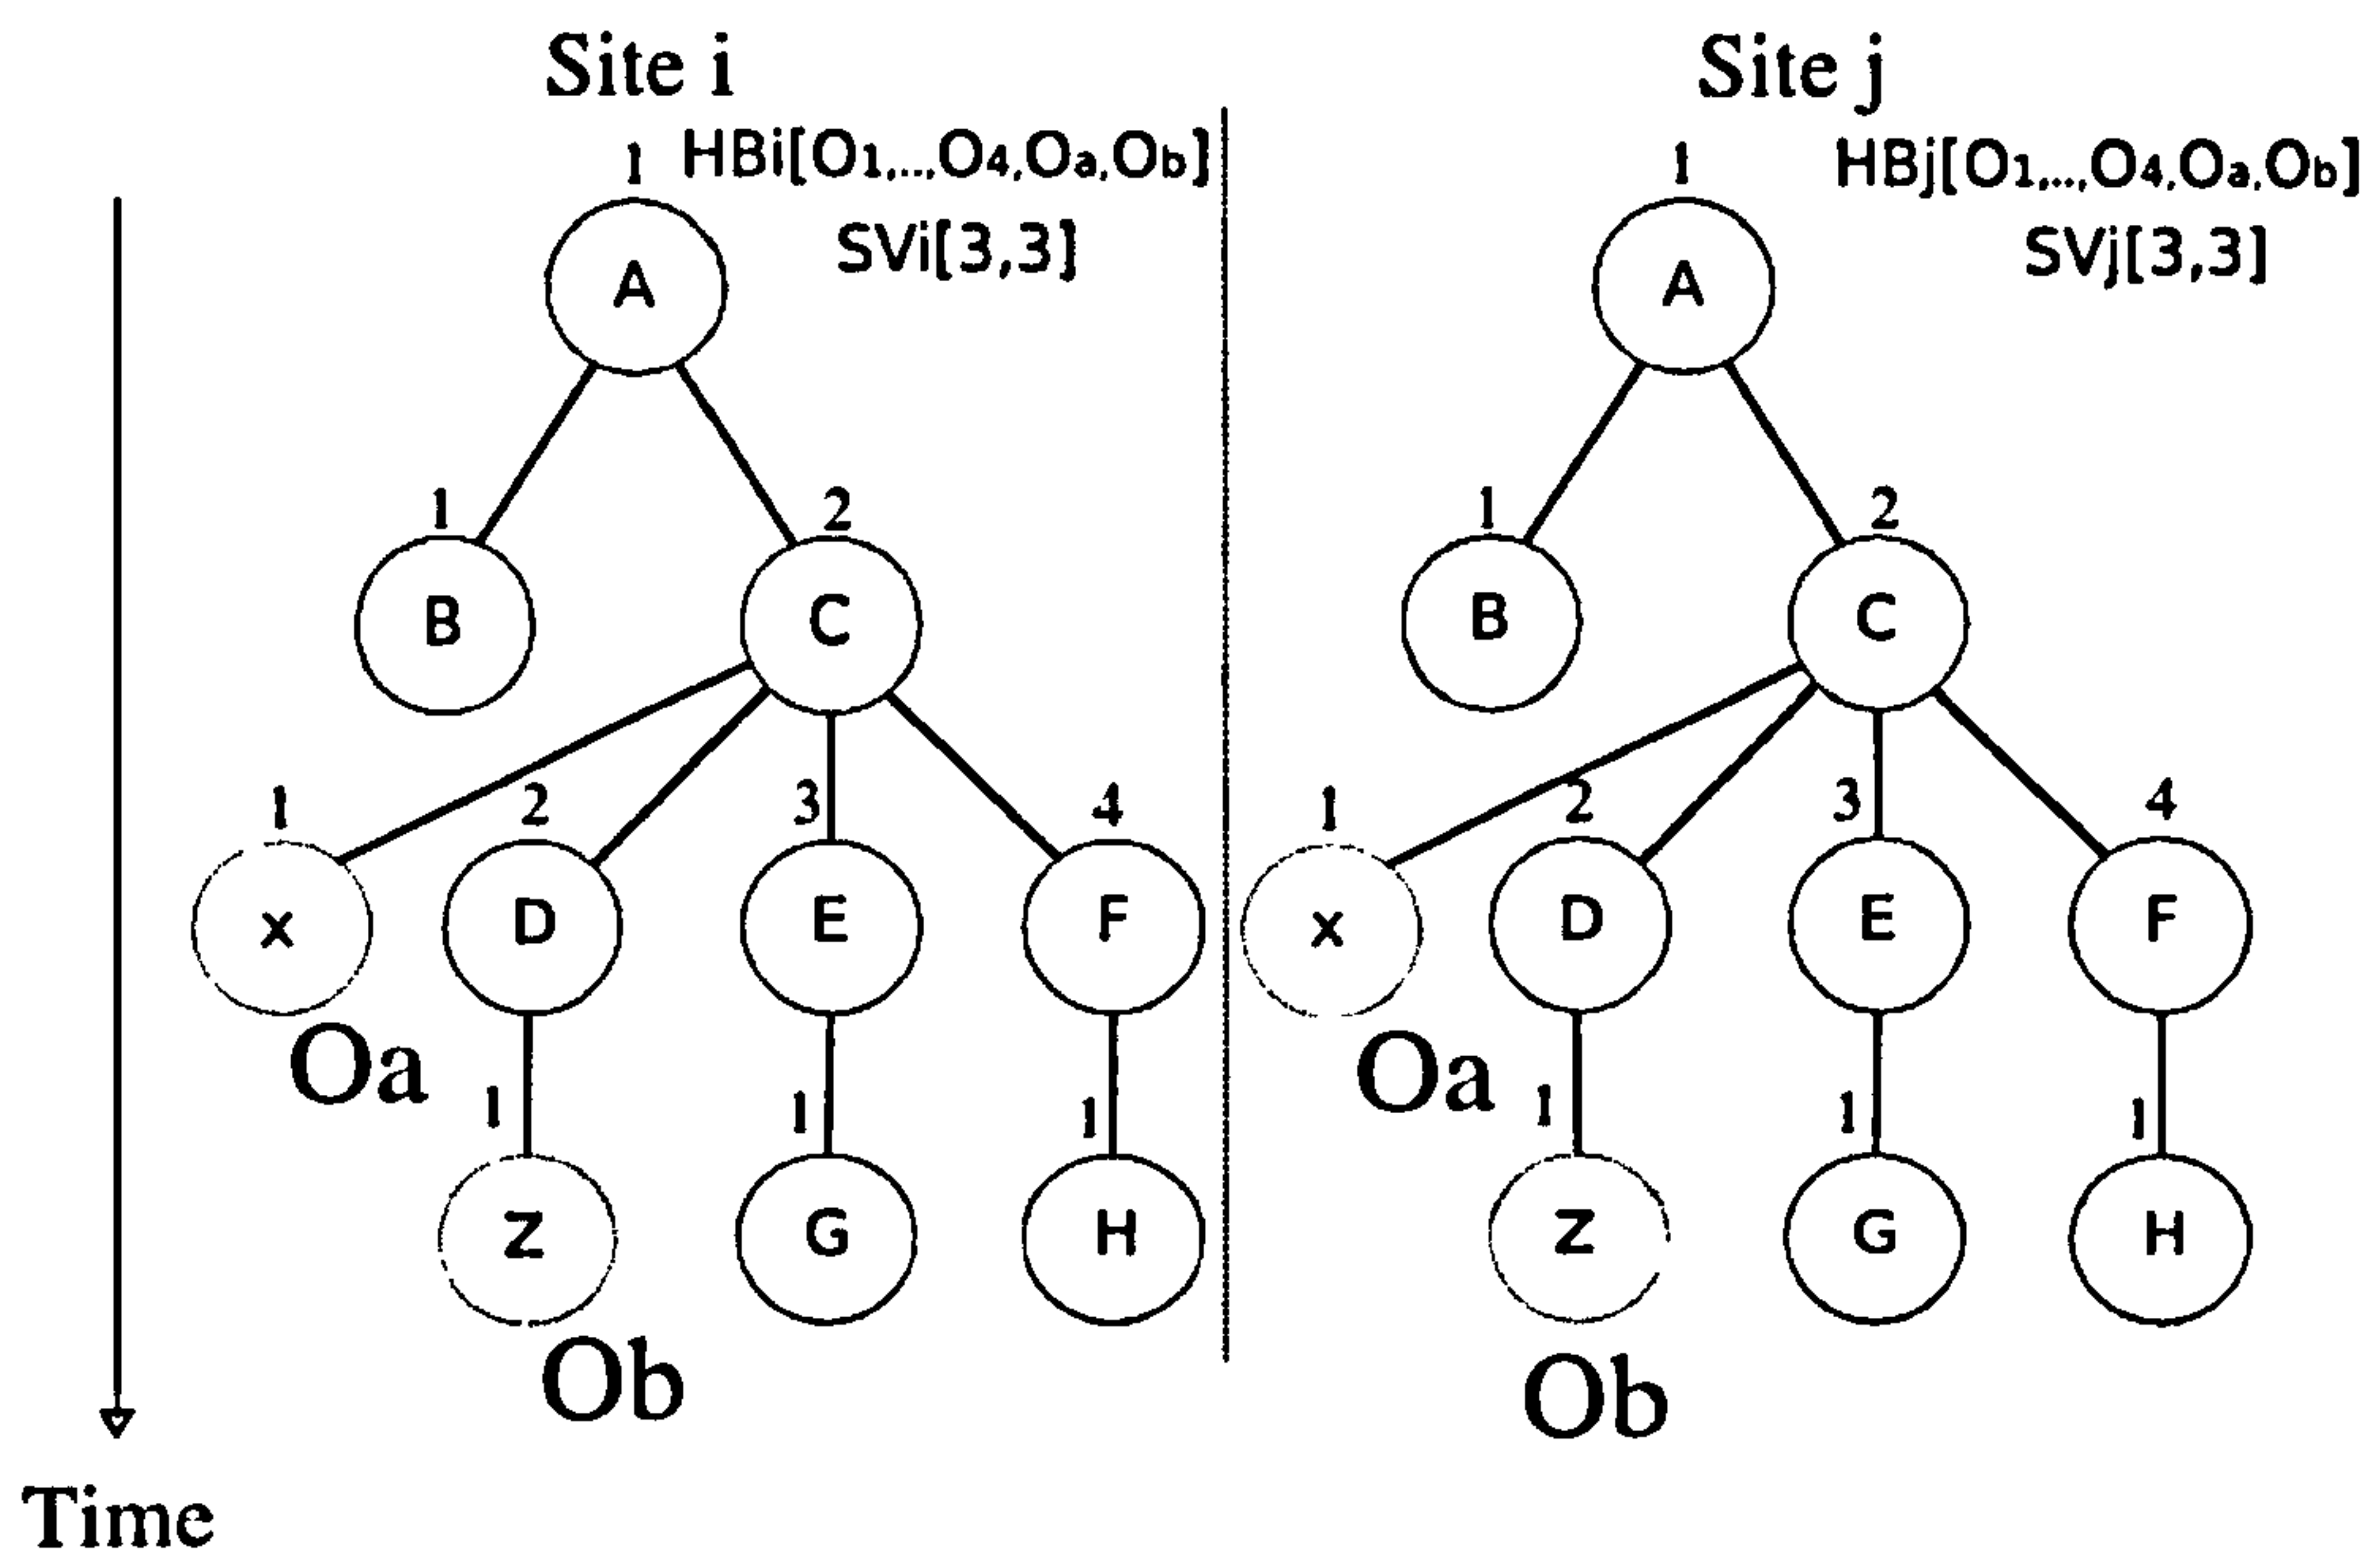 Site i
1 HBi[O1,...,O4,Oa,Ob]
SVi[3,3]
A
1 2
B C
1 2 3 4
x D E F
Oa
1 1 1
Z G H
Ob
Site j
1 HBj[O1,...,O4,Oa,Ob]
SVj[3,3]
A
1 2
B C
1 2 3 4
x D E F
Oa
1 1 1
Z G H
Ob
Time